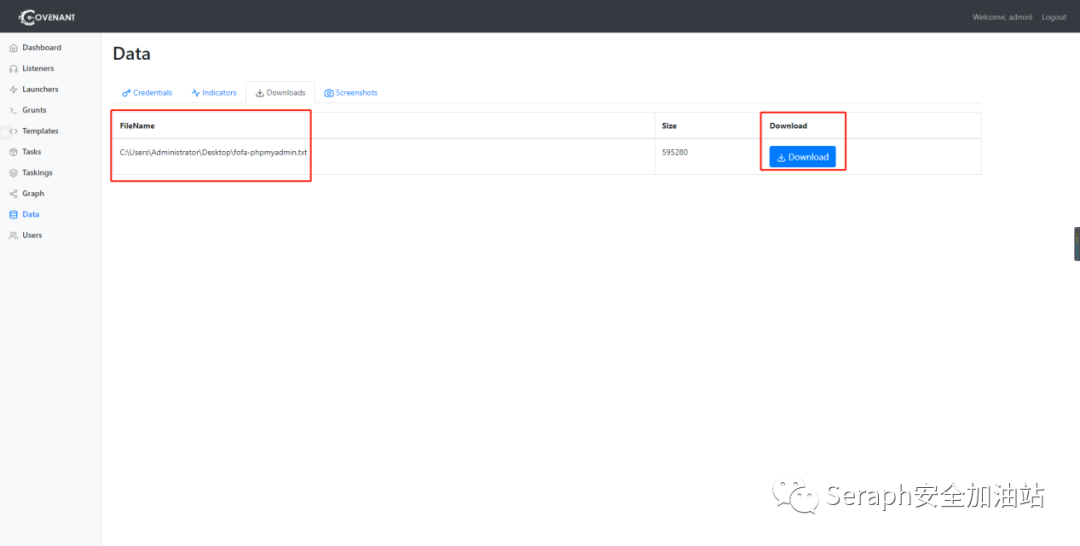 COVENANT
Welcome, admin! Logout
Dashboard
Listeners
Launchers
Grunts
Templates
Tasks
Taskings
Graph
Data
Users
Data
Credentials Indicators Downloads Screenshots
FileName Size Download
C:\Users\Administrator\Desktop\fofa-phpmyadmin.txt 595280 Download
Seraph安全加油站